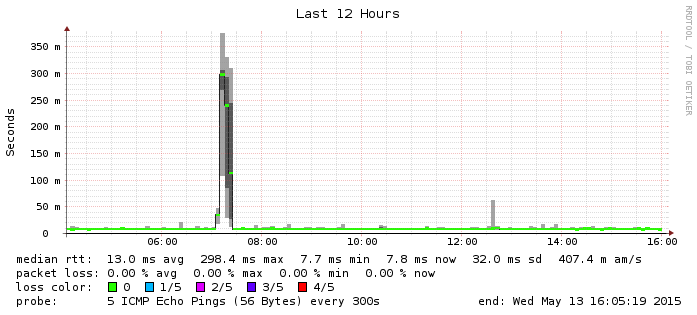 Last 12 Hours
RRDTOOL / TOBI OETIKER
Seconds
350 m
300 m
250 m
200 m
150 m
100 m
50 m
0
06:00 08:00 10:00 12:00 14:00 16:00
median rtt: 13.0 ms avg 298.4 ms max 7.7 ms min 7.8 ms now 32.0 ms sd 407.4 m am/s
packet loss: 0.00 % avg 0.00 % max 0.00 % min 0.00 % now
loss color: 0 1/5 2/5 3/5 4/5
probe: 5 ICMP Echo Pings (56 Bytes) every 300s end: Wed May 13 16:05:19 2015